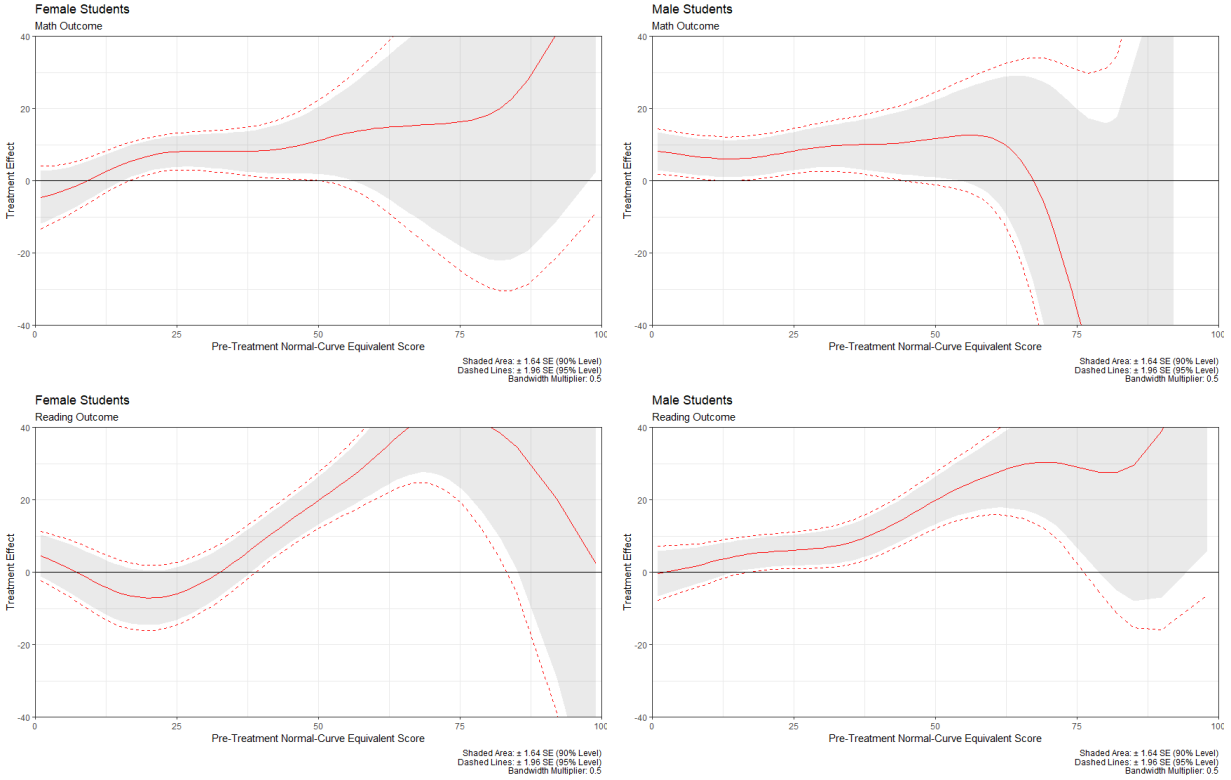 Female Students
Math Outcome
40
20
0
-20
-40
Treatment Effect
0
25
50
75
100
Pre-Treatment Normal-Curve Equivalent Score
Shaded Area: ± 1.64 SE (90% Level)
Dashed Lines: ± 1.96 SE (95% Level)
Bandwidth Multiplier: 0.5
Male Students
Math Outcome
40
20
0
-20
-40
Treatment Effect
0
25
50
75
100
Pre-Treatment Normal-Curve Equivalent Score
Shaded Area: ± 1.64 SE (90% Level)
Dashed Lines: ± 1.96 SE (95% Level)
Bandwidth Multiplier: 0.5
Female Students
Reading Outcome
40
20
0
-20
-40
Treatment Effect
0
25
50
75
100
Pre-Treatment Normal-Curve Equivalent Score
Shaded Area: ± 1.64 SE (90% Level)
Dashed Lines: ± 1.96 SE (95% Level)
Bandwidth Multiplier: 0.5
Male Students
Reading Outcome
40
20
0
-20
-40
Treatment Effect
0
25
50
75
100
Pre-Treatment Normal-Curve Equivalent Score
Shaded Area: ± 1.64 SE (90% Level)
Dashed Lines: ± 1.96 SE (95% Level)
Bandwidth Multiplier: 0.5